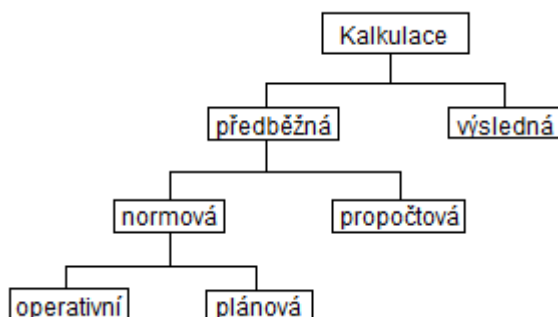 Kalkulace
předběžná
výsledná
normová
propočtová
operativní
plánová